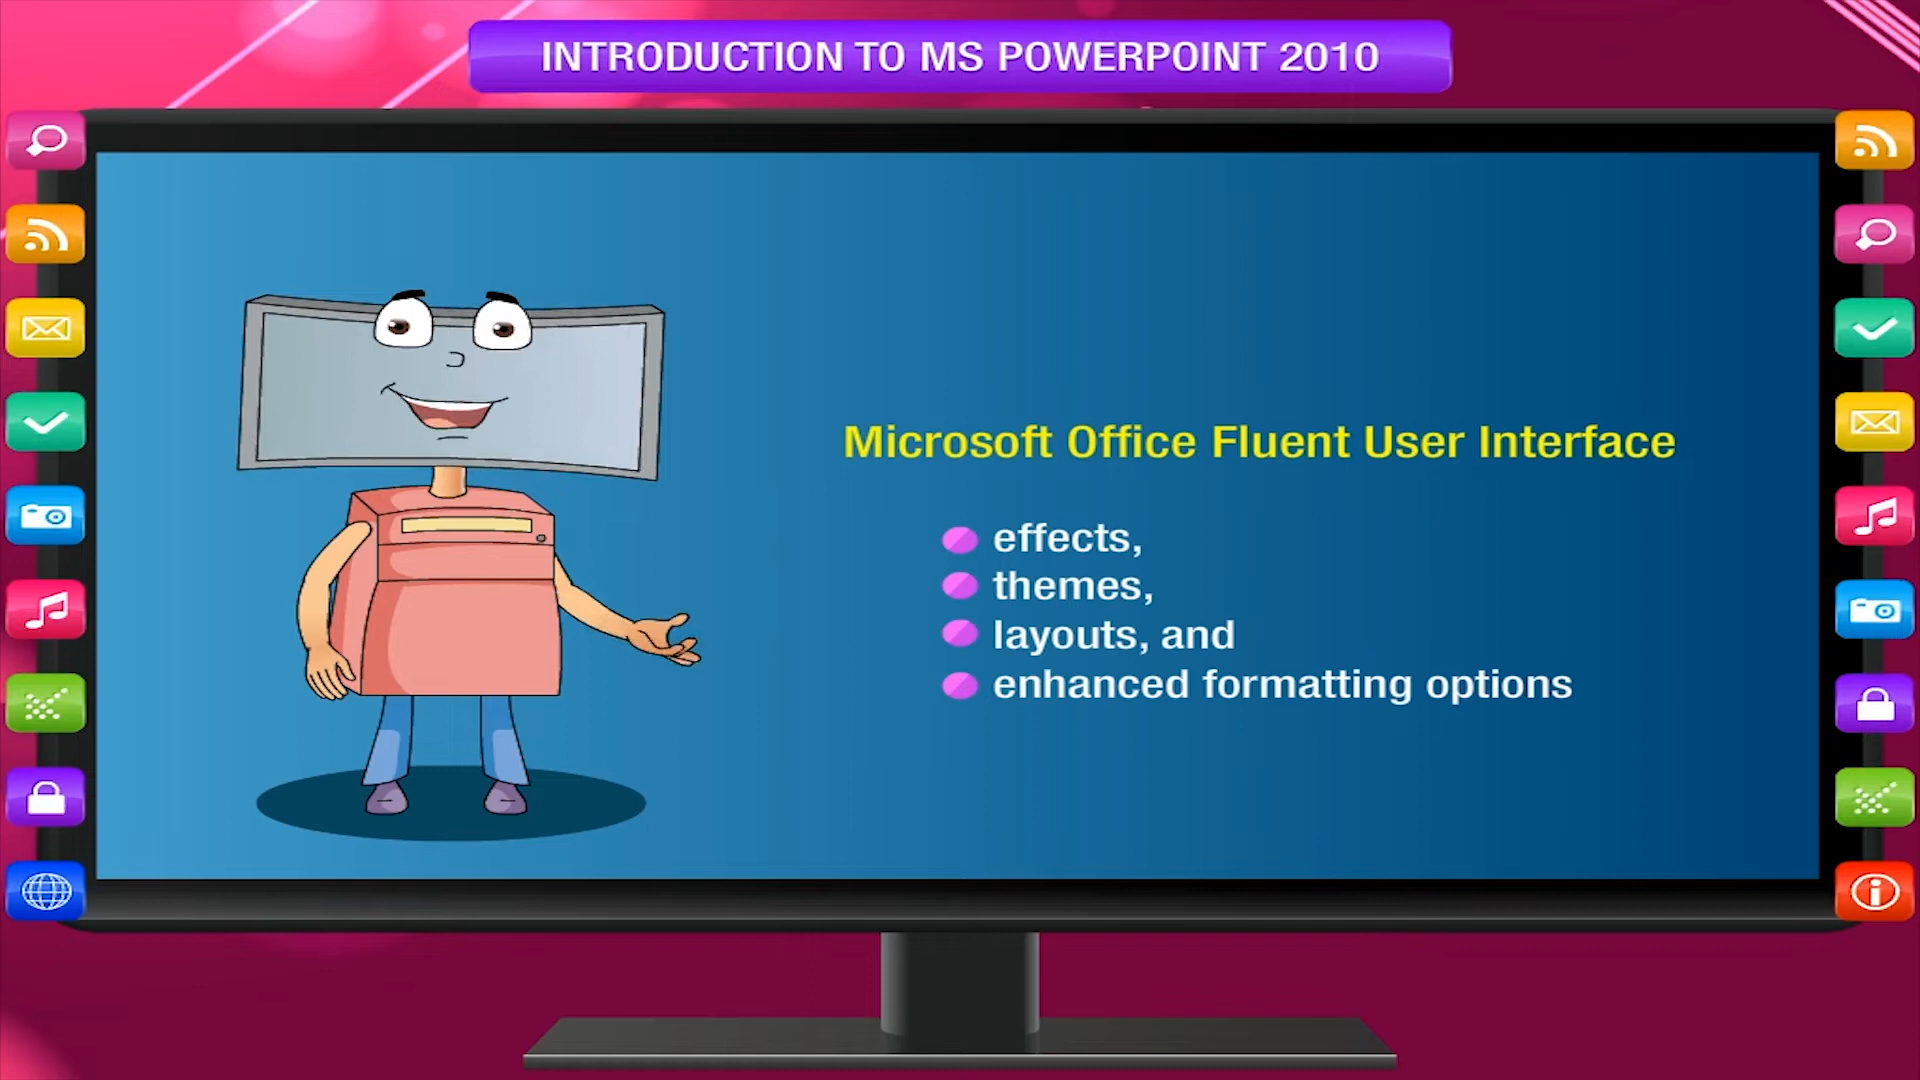 INTRODUCTION TO MS POWERPOINT 2010
Microsoft Office Fluent User Interface
effects,
themes,
layouts, and
enhanced formatting options